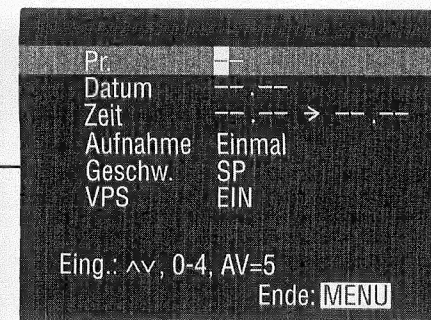 Pr. --
Datum --.--
Zeit --.-- → --.--
Aufnahme Einmal
Geschw. SP
VPS EIN
Eing.: ∧∨, 0-4, AV=5
Ende: MENU